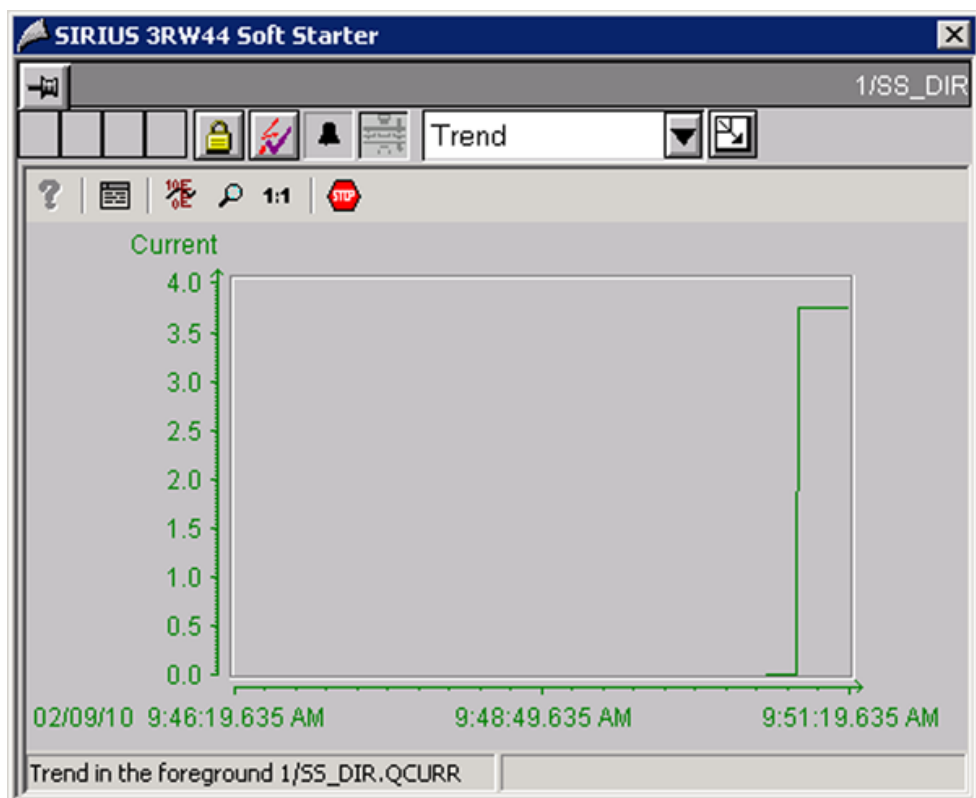 SIRIUS 3RW44 Soft Starter
1/SS_DIR
Trend
1:1
STOP
Current
4.0
3.5
3.0
2.5
2.0
1.5
1.0
0.5
0.0
02/09/10 9:46:19.635 AM 9:48:49.635 AM 9:51:19.635 AM
Trend in the foreground 1/SS_DIR.QCURR